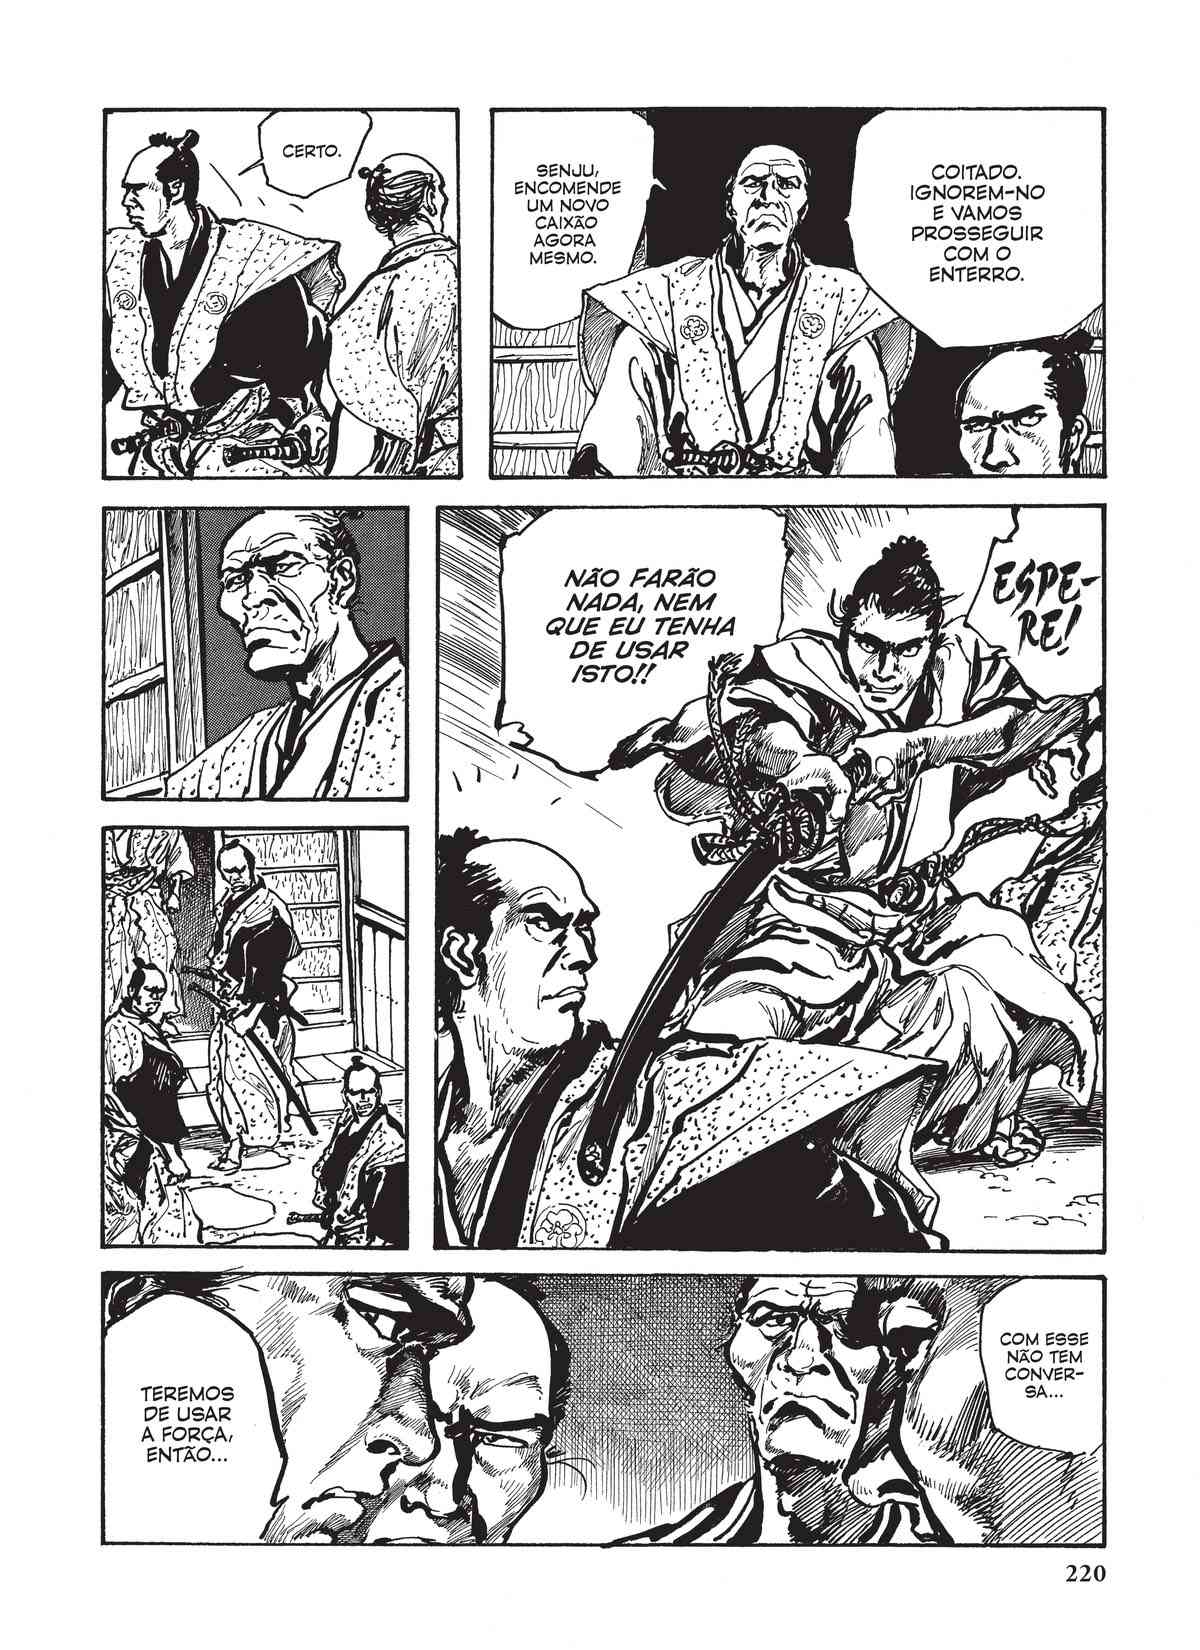 COITADO.
IGNOREM-NO
E VAMOS
PROSSEGUIR
COM O
ENTERRO.
SENJU,
ENCOMENDE
UM NOVO
CAIXÃO
AGORA
MESMO.
CERTO.
ESPE-
RE!
NÃO FARÃO
NADA, NEM
QUE EU TENHA
DE USAR
ISTO!!
COM ESSE
NÃO TEM
CONVER-
SA...
TEREMOS
DE USAR
A FORÇA,
ENTÃO...
220